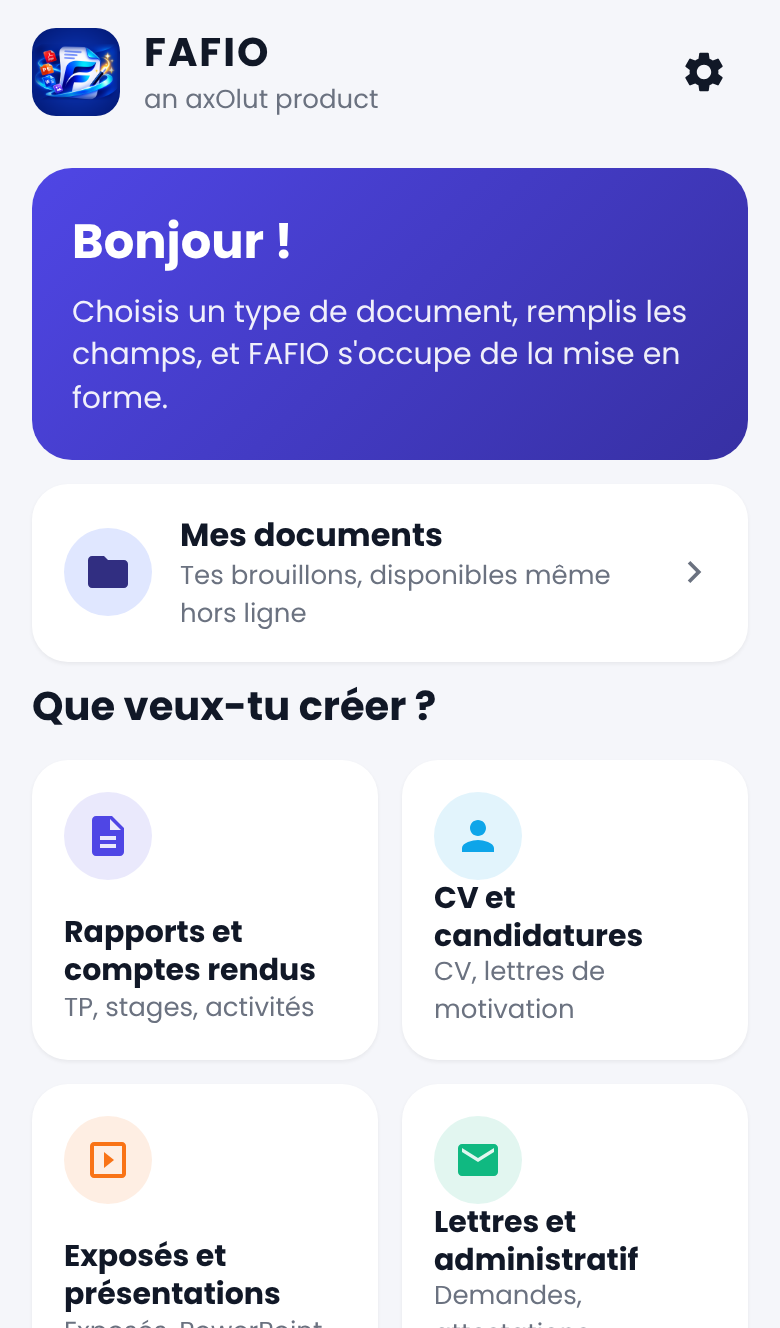 FAFIO
an axOlut product
Bonjour !
Choisis un type de document, remplis les
champs, et FAFIO s'occupe de la mise en
forme.
Mes documents
Tes brouillons, disponibles même
hors ligne
Que veux-tu créer ?
Rapports et
comptes rendus
TP, stages, activités
CV et
candidatures
CV, lettres de
motivation
Exposés et
présentations
Exposés, PowerPoint
Lettres et
administratif
Demandes,